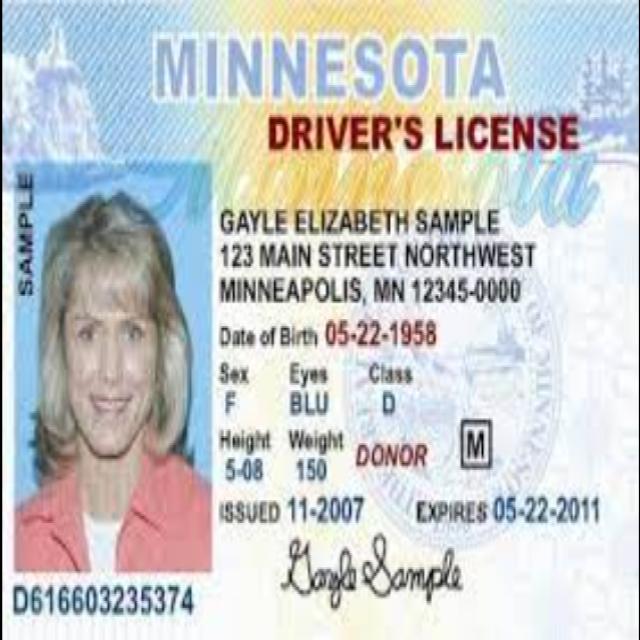 MINNESOTA
DRIVER'S LICENSE
SAMPLE
GAYLE ELIZABETH SAMPLE
123 MAIN STREET NORTHWEST
MINNEAPOLIS, MN 12345-0000
Date of Birth 05-22-1958
Sex Eyes Class
F BLU D
Height Weight DONOR M
5-08 150
ISSUED 11-2007 EXPIRES 05-22-2011
Gayle Sample
D616603235374